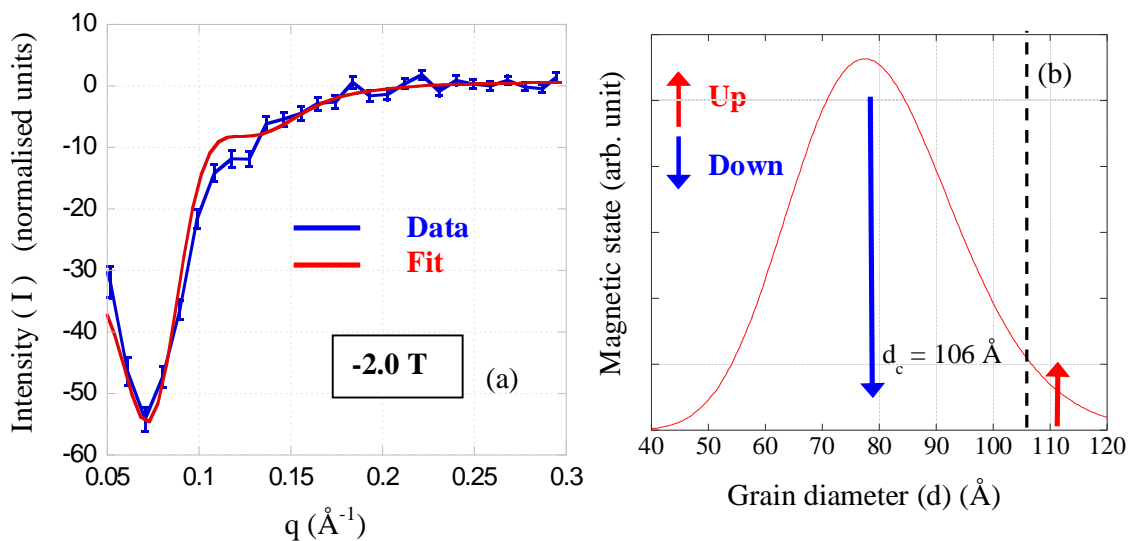 10
0
-10
-20
-30
-40
-50
-60
0.05
0.1
0.15
0.2
0.25
0.3
Intensity ( I ) (normalised units)
q (Å⁻¹)
Data
Fit
-2.0 T
(a)
Magnetic state (arb. unit)
Up
Down
(b)
d_c = 106 Å
40
50
60
70
80
90
100
110
120
Grain diameter (d) (Å)